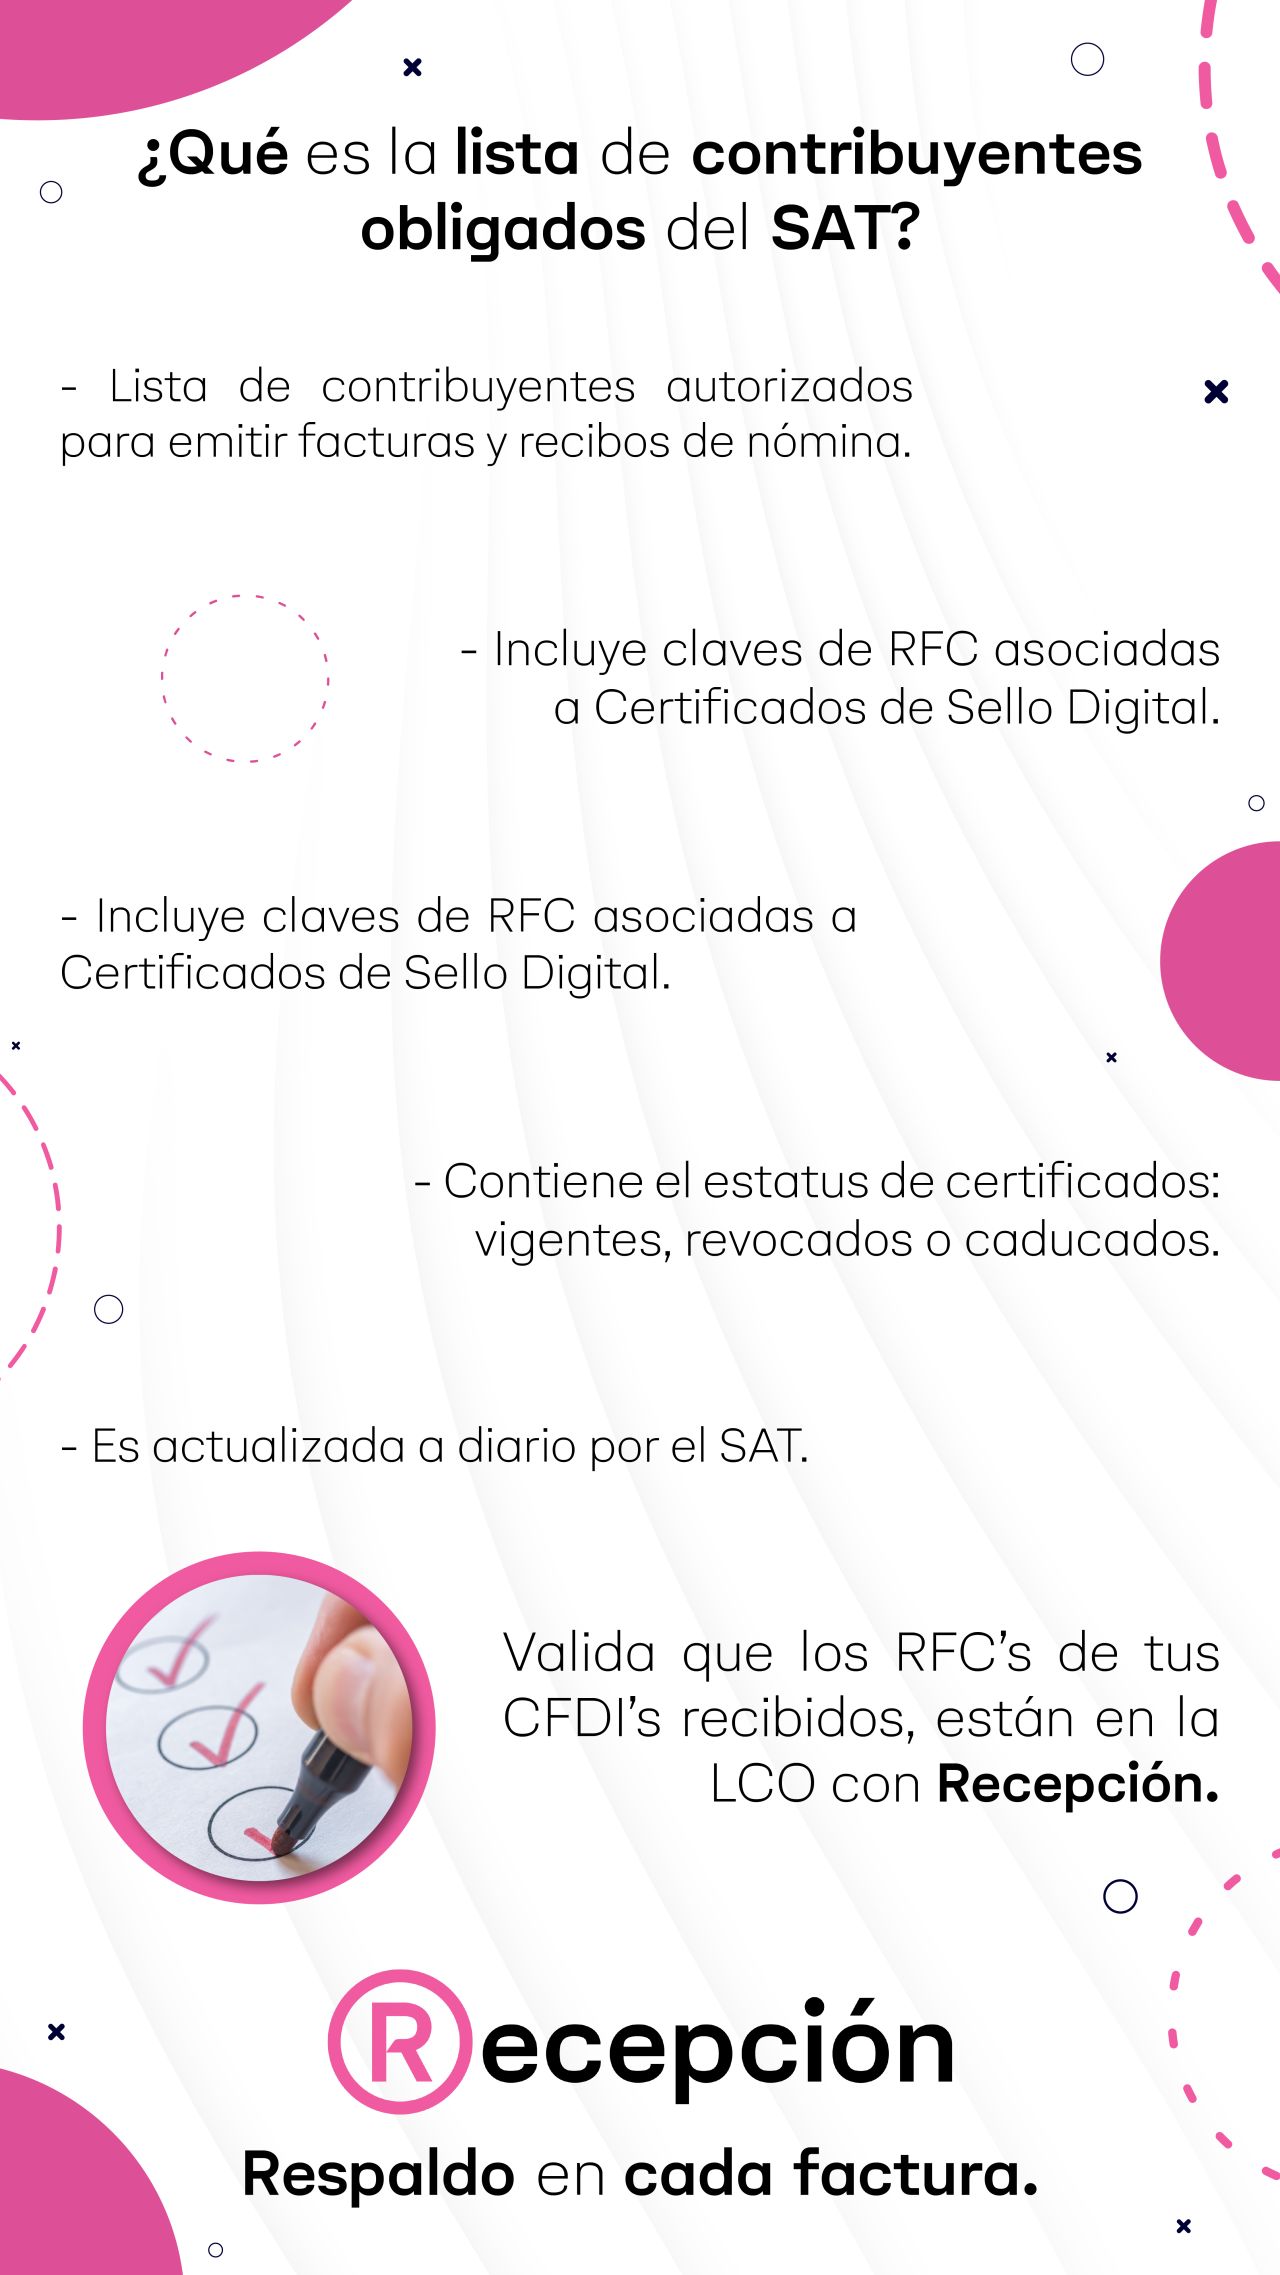 ¿Qué es la lista de contribuyentes
obligados del SAT?
- Lista de contribuyentes autorizados
para emitir facturas y recibos de nómina.
- Incluye claves de RFC asociadas
a Certificados de Sello Digital.
- Incluye claves de RFC asociadas a
Certificados de Sello Digital.
- Contiene el estatus de certificados:
vigentes, revocados o caducados.
- Es actualizada a diario por el SAT.
Valida que los RFC’s de tus
CFDI’s recibidos, están en la
LCO con Recepción.
Recepción
Respaldo en cada factura.